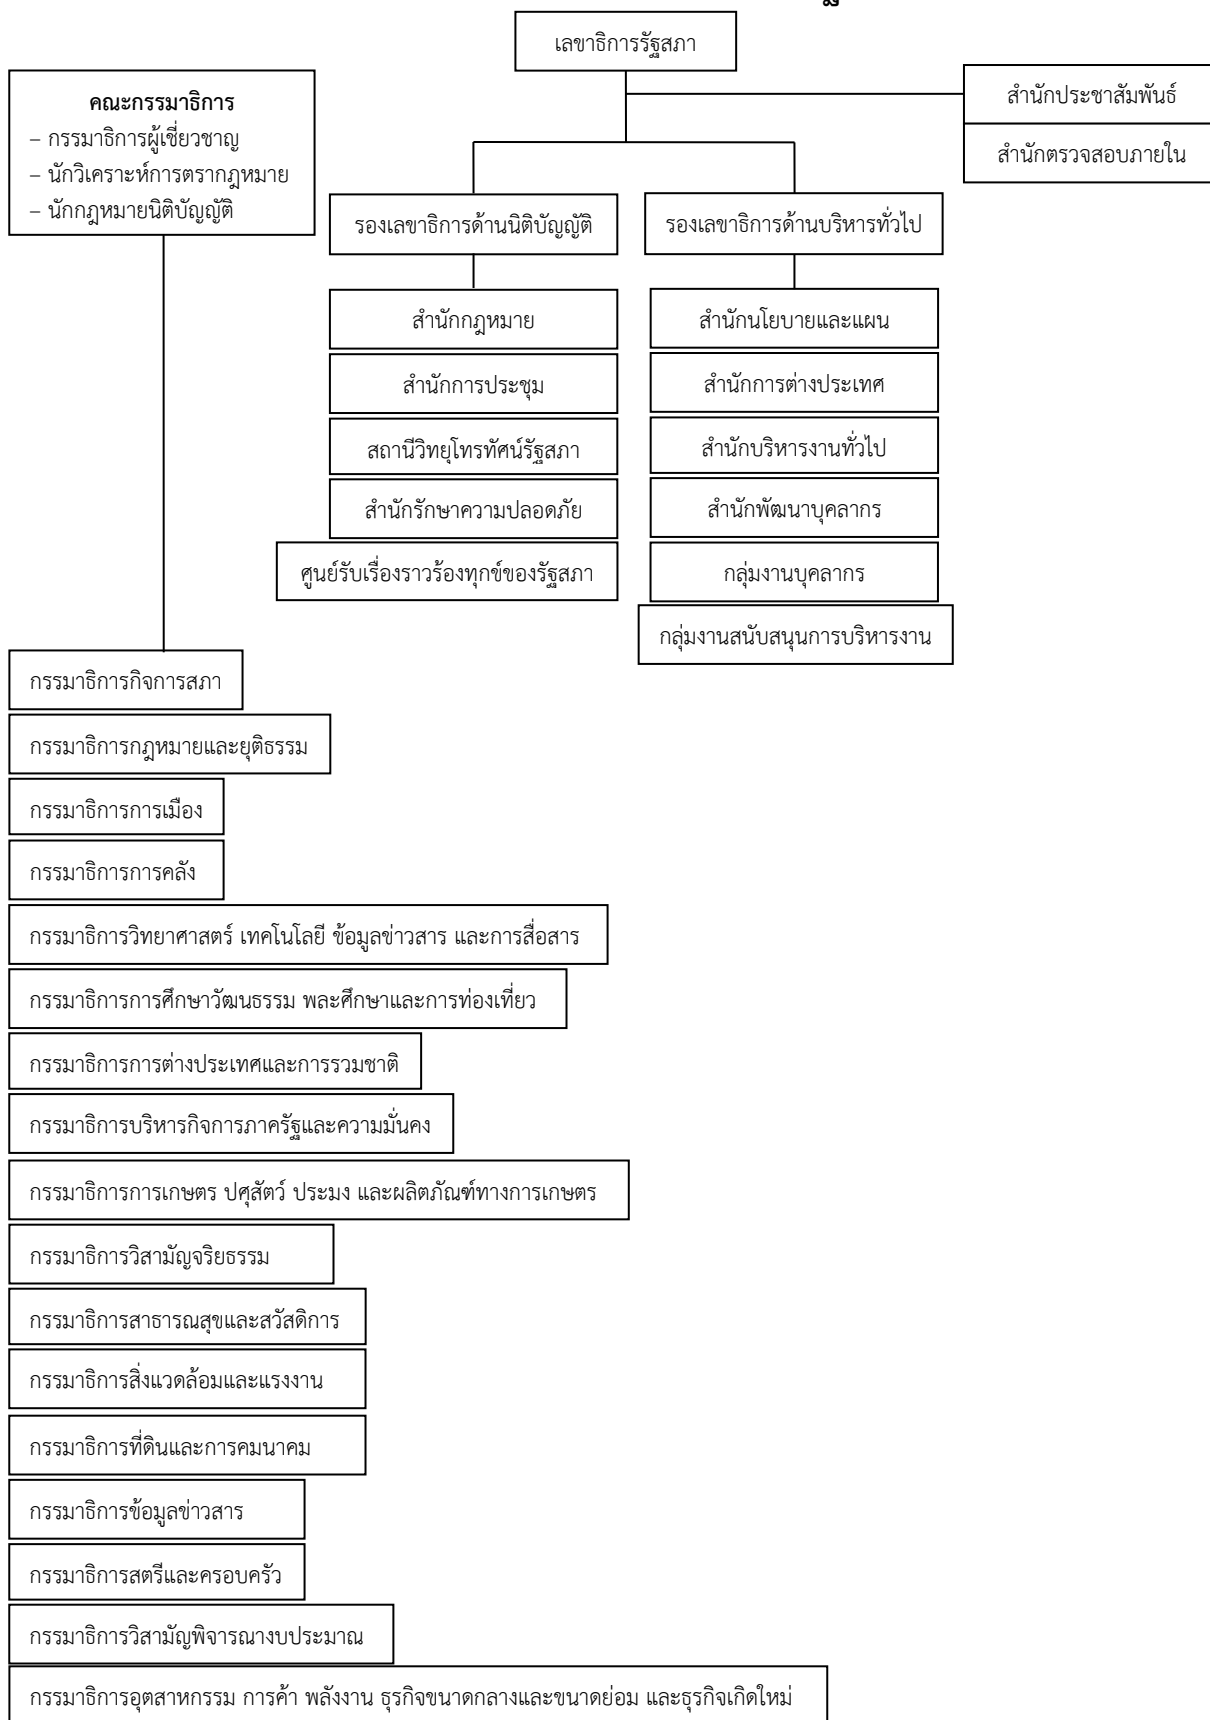 เลขาธิการรัฐสภา
สำนักประชาสัมพันธ์
สำนักตรวจสอบภายใน
คณะกรรมาธิการ
– กรรมาธิการผู้เชี่ยวชาญ
– นักวิเคราะห์การตรากฎหมาย
– นักกฎหมายนิติบัญญัติ
รองเลขาธิการด้านนิติบัญญัติ
รองเลขาธิการด้านบริหารทั่วไป
สำนักกฎหมาย
สำนักการประชุม
สถานีวิทยุโทรทัศน์รัฐสภา
สำนักรักษาความปลอดภัย
ศูนย์รับเรื่องราวร้องทุกข์ของรัฐสภา
สำนักนโยบายและแผน
สำนักการต่างประเทศ
สำนักบริหารงานทั่วไป
สำนักพัฒนาบุคลากร
กลุ่มงานบุคลากร
กลุ่มงานสนับสนุนการบริหารงาน
กรรมาธิการกิจการสภา
กรรมาธิการกฎหมายและยุติธรรม
กรรมาธิการการเมือง
กรรมาธิการการคลัง
กรรมาธิการวิทยาศาสตร์ เทคโนโลยี ข้อมูลข่าวสาร และการสื่อสาร
กรรมาธิการการศึกษาวัฒนธรรม พละศึกษาและการท่องเที่ยว
กรรมาธิการการต่างประเทศและการรวมชาติ
กรรมาธิการบริหารกิจการภาครัฐและความมั่นคง
กรรมาธิการการเกษตร ปศุสัตว์ ประมง และผลิตภัณฑ์ทางการเกษตร
กรรมาธิการวิสามัญจริยธรรม
กรรมาธิการสาธารณสุขและสวัสดิการ
กรรมาธิการสิ่งแวดล้อมและแรงงาน
กรรมาธิการที่ดินและการคมนาคม
กรรมาธิการข้อมูลข่าวสาร
กรรมาธิการสตรีและครอบครัว
กรรมาธิการวิสามัญพิจารณางบประมาณ
กรรมาธิการอุตสาหกรรม การค้า พลังงาน ธุรกิจขนาดกลางและขนาดย่อม และธุรกิจเกิดใหม่